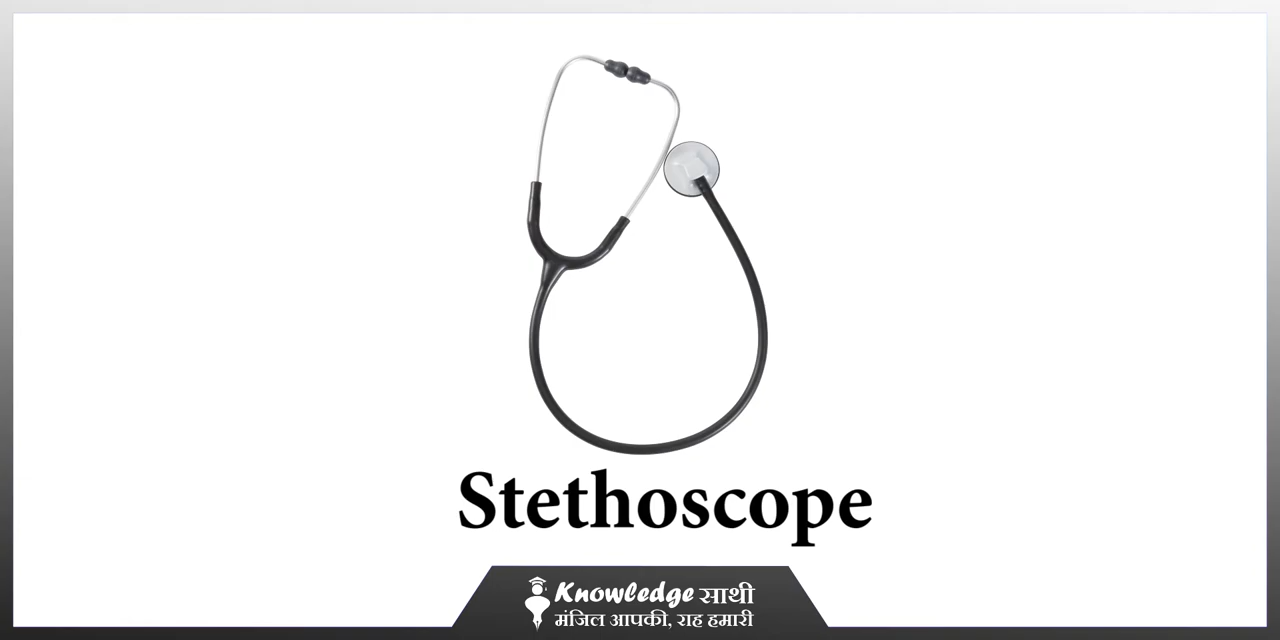 Stethoscope
Knowledge साथी
मंजिल आपकी, राह हमारी